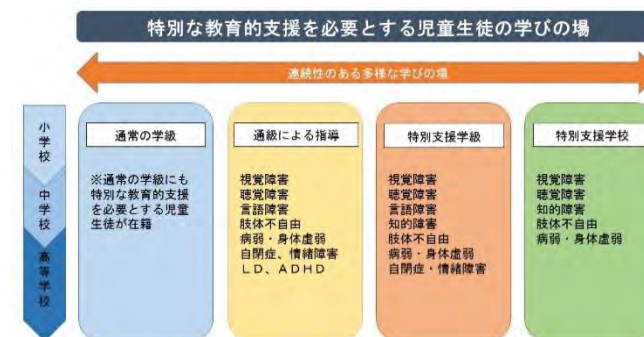 特別な教育的支援を必要とする児童生徒の学びの場
連続性のある多様な学びの場
小学校
中学校
高等学校
通常の学級
※通常の学級にも
特別な教育的支援
を必要とする児童
生徒が在籍
通級による指導
視覚障害
聴覚障害
言語障害
肢体不自由
病弱・身体虚弱
自閉症、情緒障害
ＬＤ、ＡＤＨＤ
特別支援学級
視覚障害
聴覚障害
言語障害
知的障害
肢体不自由
病弱・身体虚弱
自閉症・情緒障害
特別支援学校
視覚障害
聴覚障害
知的障害
肢体不自由
病弱・身体虚弱